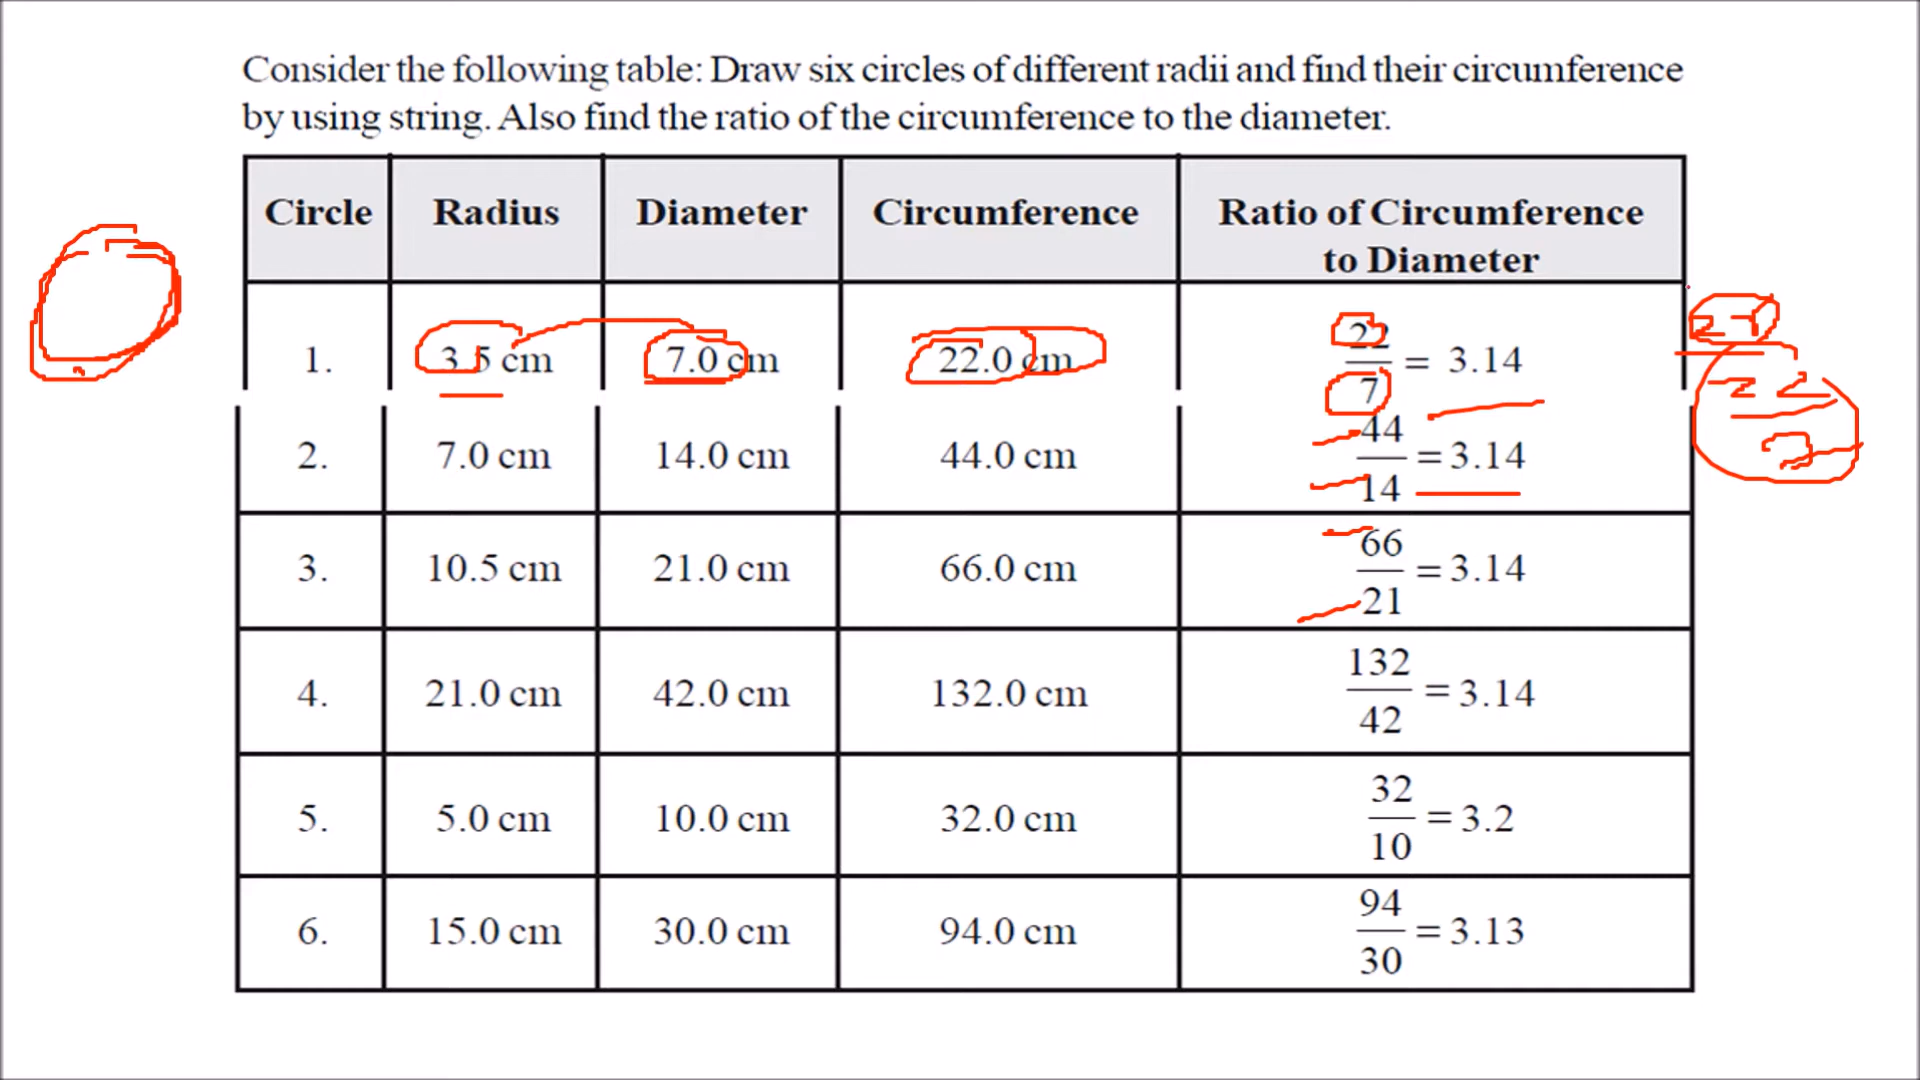 Consider the following table: Draw six circles of different radii and find their circumference
by using string. Also find the ratio of the circumference to the diameter.
Circle Radius Diameter Circumference Ratio of Circumference to Diameter
1. 3.5 cm 7.0 cm 22.0 cm 22/7 = 3.14
2. 7.0 cm 14.0 cm 44.0 cm 44/14 = 3.14
3. 10.5 cm 21.0 cm 66.0 cm 66/21 = 3.14
4. 21.0 cm 42.0 cm 132.0 cm 132/42 = 3.14
5. 5.0 cm 10.0 cm 32.0 cm 32/10 = 3.2
6. 15.0 cm 30.0 cm 94.0 cm 94/30 = 3.13